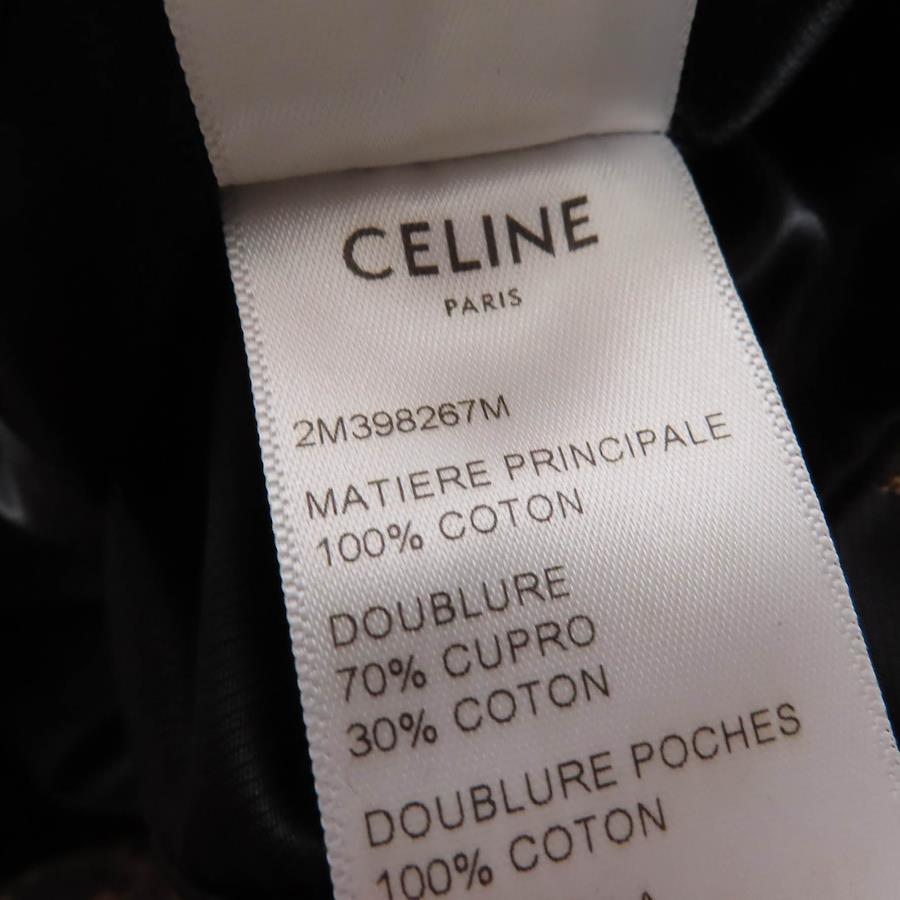 CELINE
PARIS
2M398267M
MATIERE PRINCIPALE
100% COTON
DOUBLURE
70% CUPRO
30% COTON
DOUBLURE POCHES
100% COTON